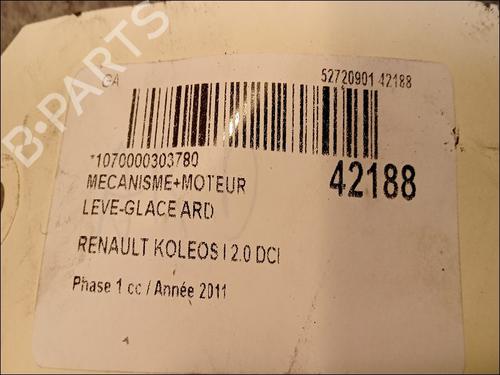 GA 52720901 42188
*1070000303780
MECANISME+MOTEUR 42188
LEVE-GLACE ARD
RENAULT KOLEOS I 2.0 DCI
Phase 1 cc / Année 2011
B-PARTS